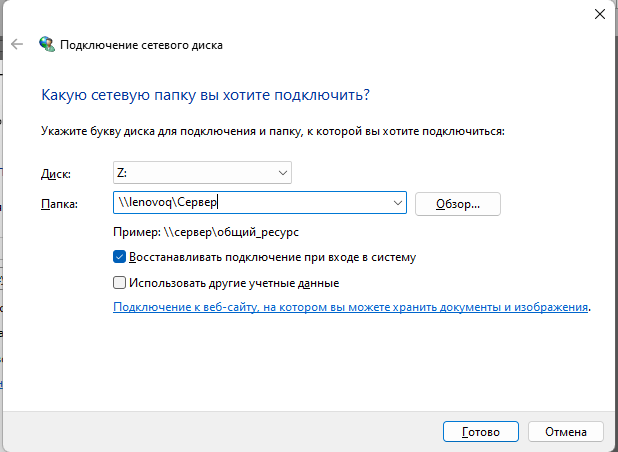 Подключение сетевого диска
Какую сетевую папку вы хотите подключить?
Укажите букву диска для подключения и папку, к которой вы хотите подключиться:
Диск: Z:
Папка: \\lenovoq\Сервер Обзор...
Пример: \\сервер\общий_ресурс
Восстанавливать подключение при входе в систему
Использовать другие учетные данные
Подключение к веб-сайту, на котором вы можете хранить документы и изображения.
Готово Отмена